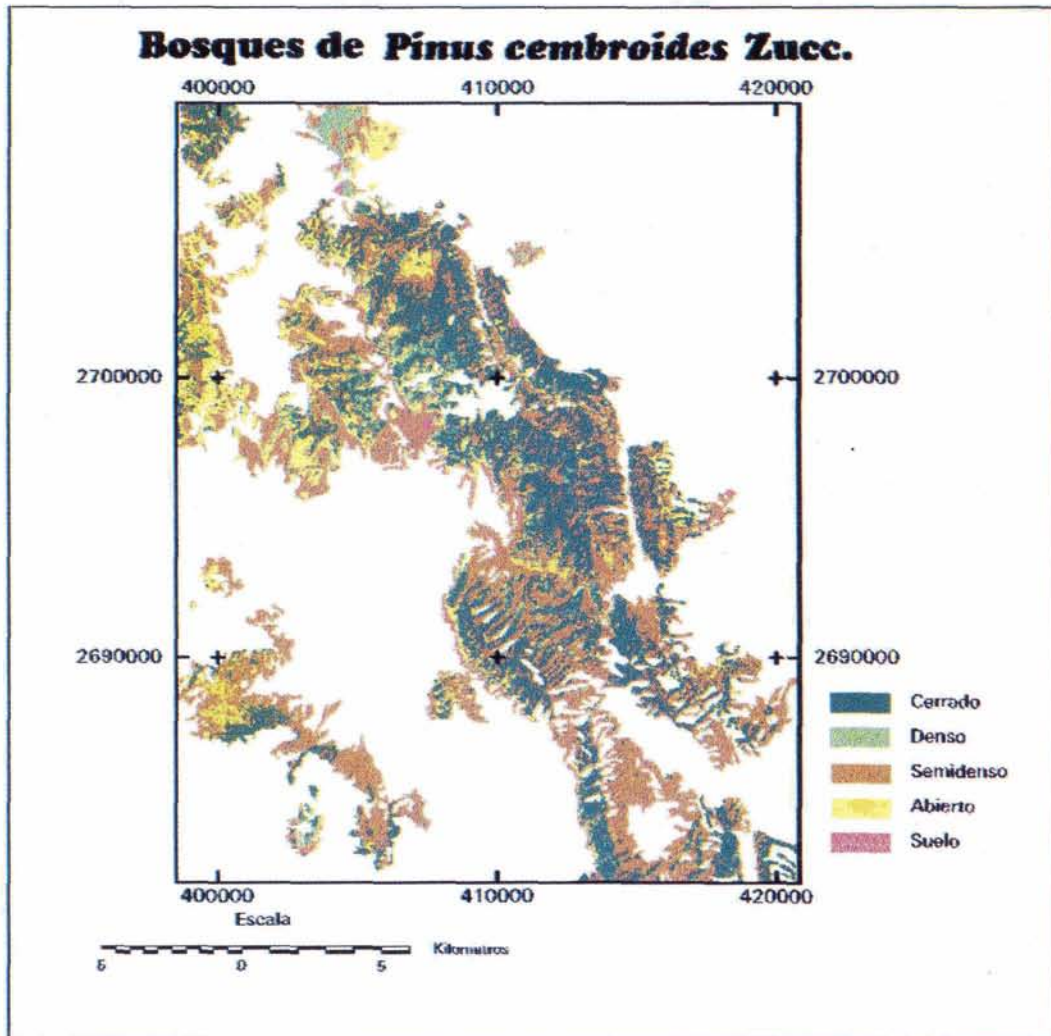 Bosques de Pinus cembroides Zucc.
400000 410000 420000
2700000 2700000
2690000 2690000
Cerrado
Denso
Semidenso
Abierto
Suelo
400000 410000 420000
Escala
Kilometros
5 0 5